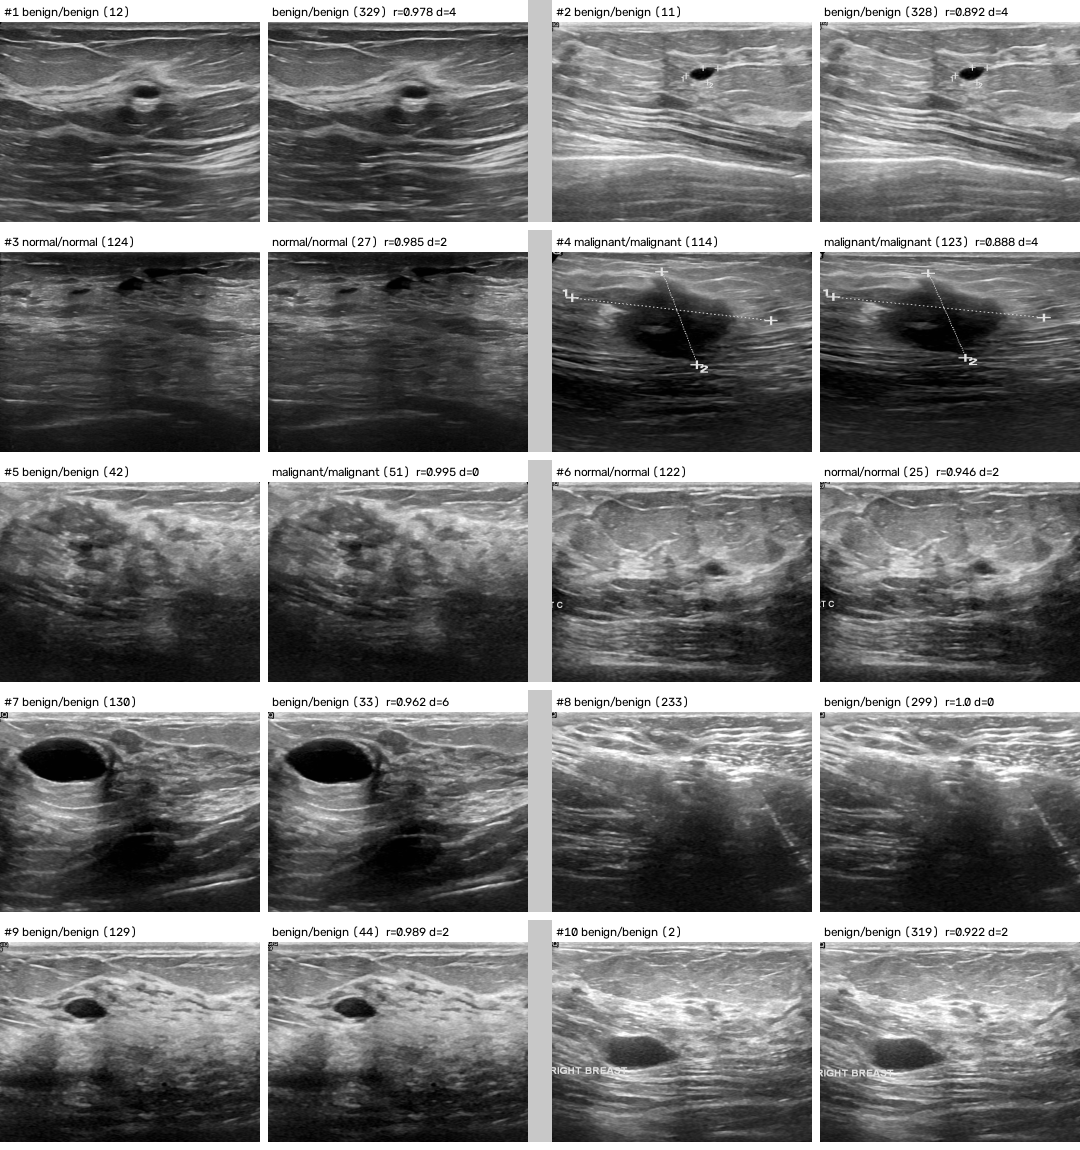 #1 benign/benign (12)
benign/benign (329) r=0.978 d=4
#2 benign/benign (11)
benign/benign (328) r=0.892 d=4
#3 normal/normal (124)
normal/normal (27) r=0.985 d=2
#4 malignant/malignant (114)
malignant/malignant (123) r=0.888 d=4
1
2
1
2
#5 benign/benign (42)
malignant/malignant (51) r=0.995 d=0
#6 normal/normal (122)
normal/normal (25) r=0.946 d=2
T C
#7 benign/benign (130)
benign/benign (33) r=0.962 d=6
#8 benign/benign (233)
benign/benign (299) r=1.0 d=0
#9 benign/benign (129)
benign/benign (44) r=0.989 d=2
#10 benign/benign (2)
benign/benign (319) r=0.922 d=2
RIGHT BREAST
RIGHT BREAST